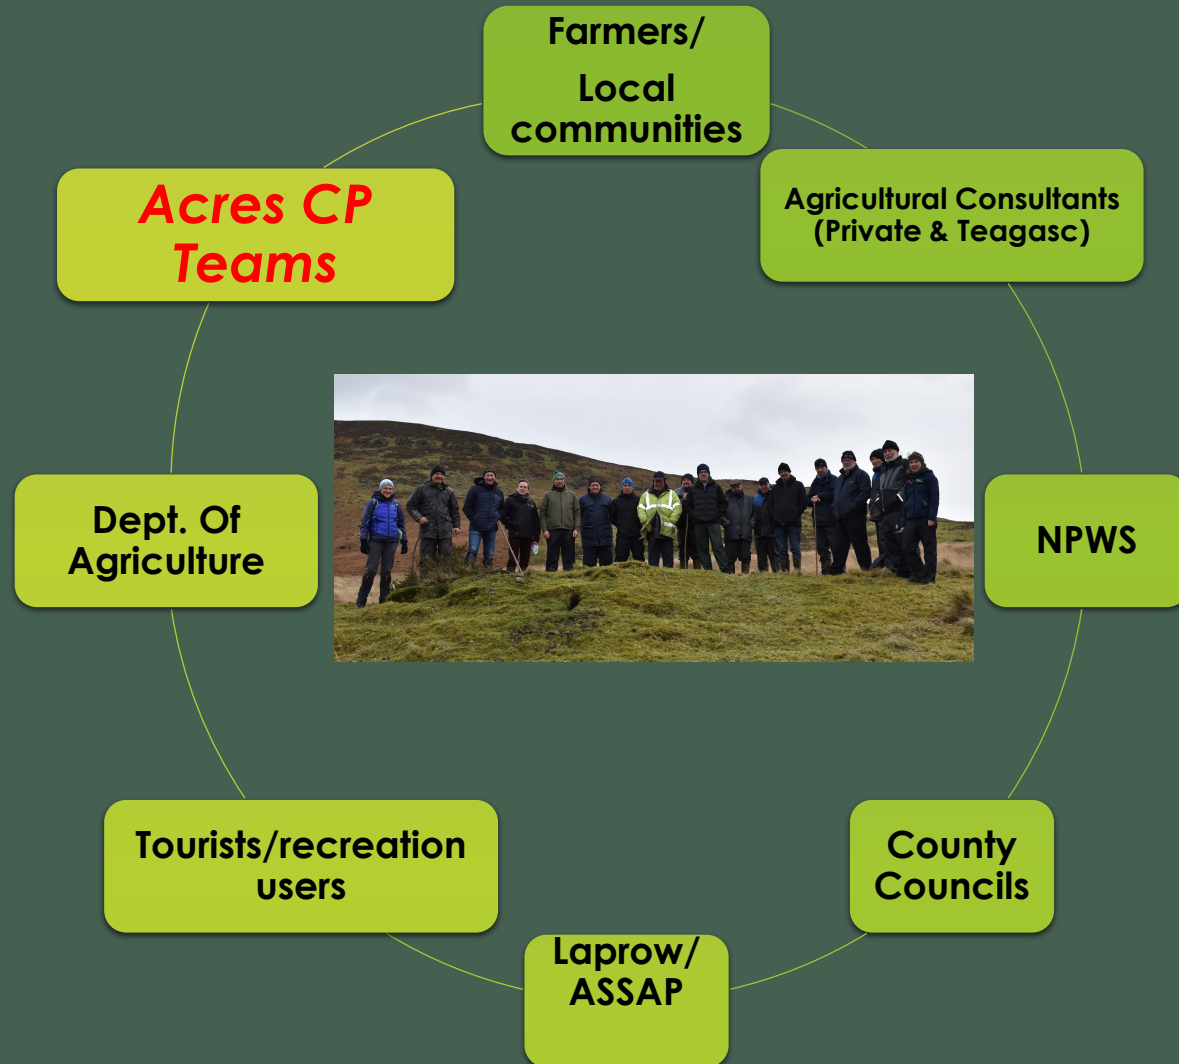 Farmers/
Local
communities
Agricultural Consultants
(Private & Teagasc)
NPWS
County
Councils
Laprow/
ASSAP
Tourists/recreation
users
Dept. Of
Agriculture
Acres CP
Teams